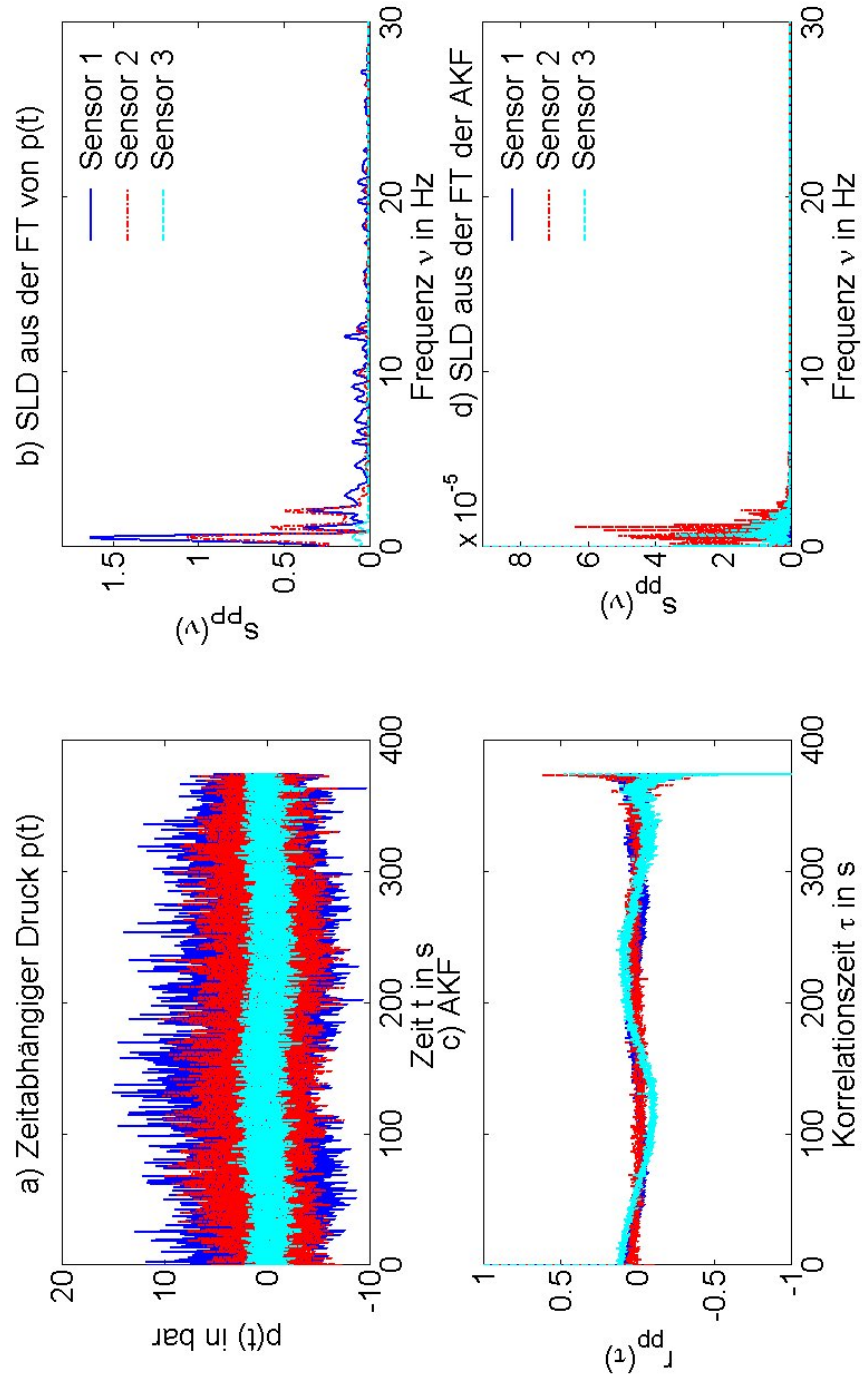 a) Zeitabhängiger Druck p(t)
20
10
0
-10
p(t) in bar
0
100
200
300
400
Zeit t in s
b) SLD aus der FT von p(t)
1.5
1
0.5
0
spp(ν)
0
10
20
30
Frequenz ν in Hz
Sensor 1
Sensor 2
Sensor 3
c) AKF
1
0.5
0
-0.5
-1
rpp(τ)
0
100
200
300
400
Korrelationszeit τ in s
d) SLD aus der FT der AKF
x 10-5
8
6
4
2
0
spp(ν)
0
10
20
30
Frequenz ν in Hz
Sensor 1
Sensor 2
Sensor 3